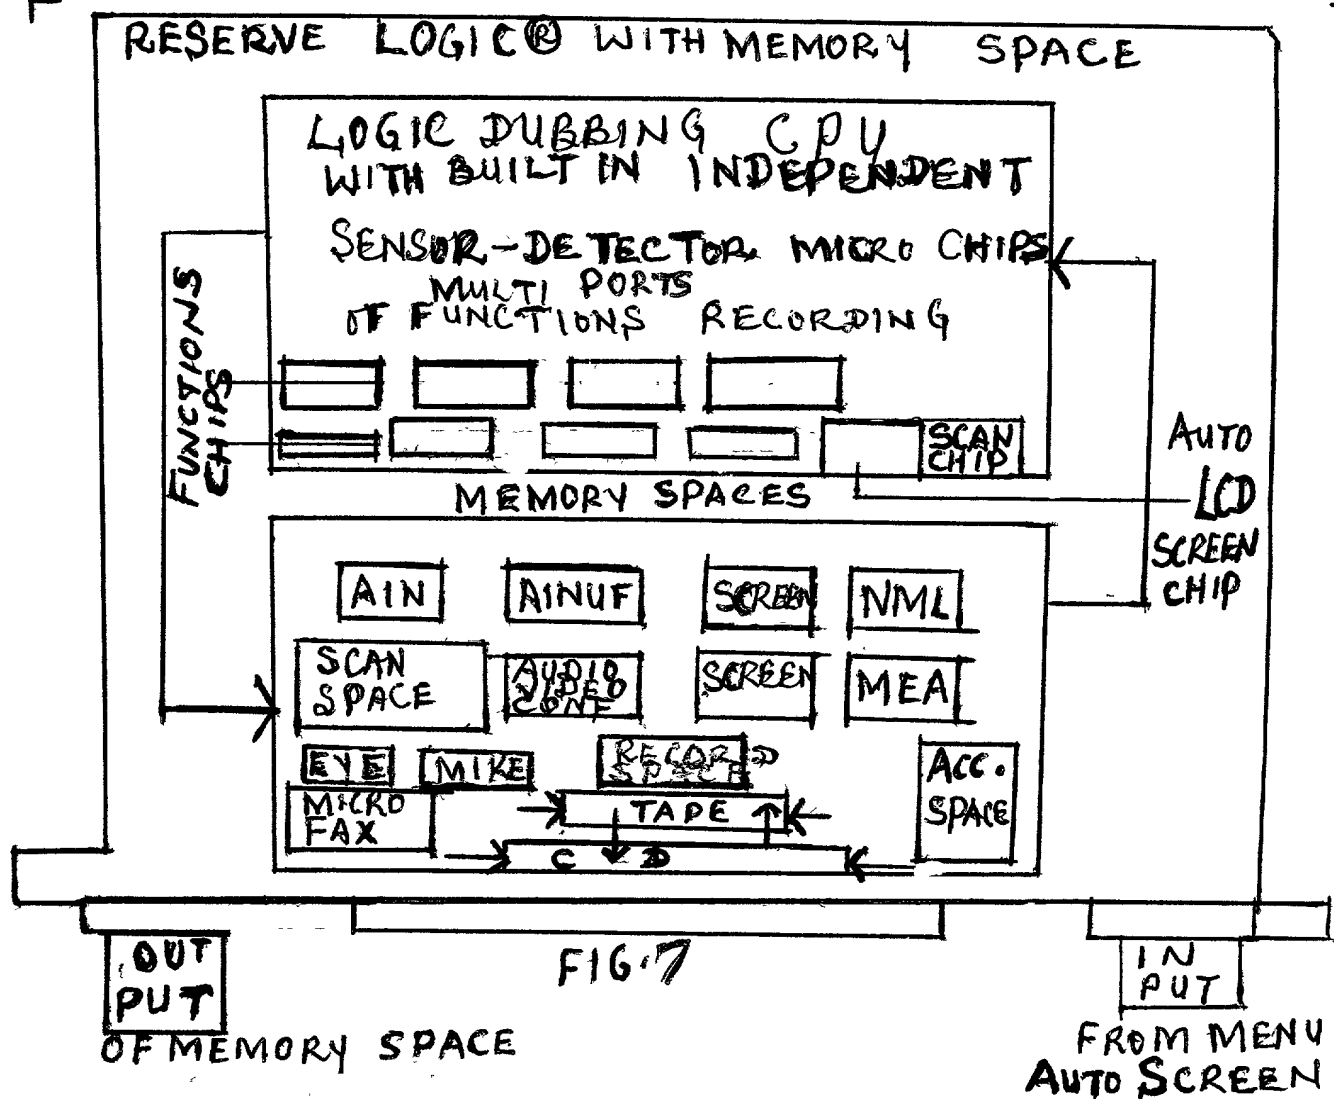 RESERVE LOGIC® WITH MEMORY SPACE
LOGIC DUBBING CPU
WITH BUILT IN INDEPENDENT
SENSOR-DETECTOR MICRO CHIPS
MULTI PORTS
OF FUNCTIONS RECORDING
FUNCTIONS
CHIPS
SCAN
CHIP
AUTO
LCD
SCREEN
CHIP
MEMORY SPACES
AIN
AINUF
SCREEN
NML
SCAN
SPACE
AUDIO
VIDEO
CONF
SCREEN
MEA
EYE
MIKE
RECORD
SPACE
ACC.
SPACE
MICRO
FAX
TAPE
CD
OUT
PUT
OF MEMORY SPACE
FIG.7
IN
PUT
FROM MENU
AUTO SCREEN